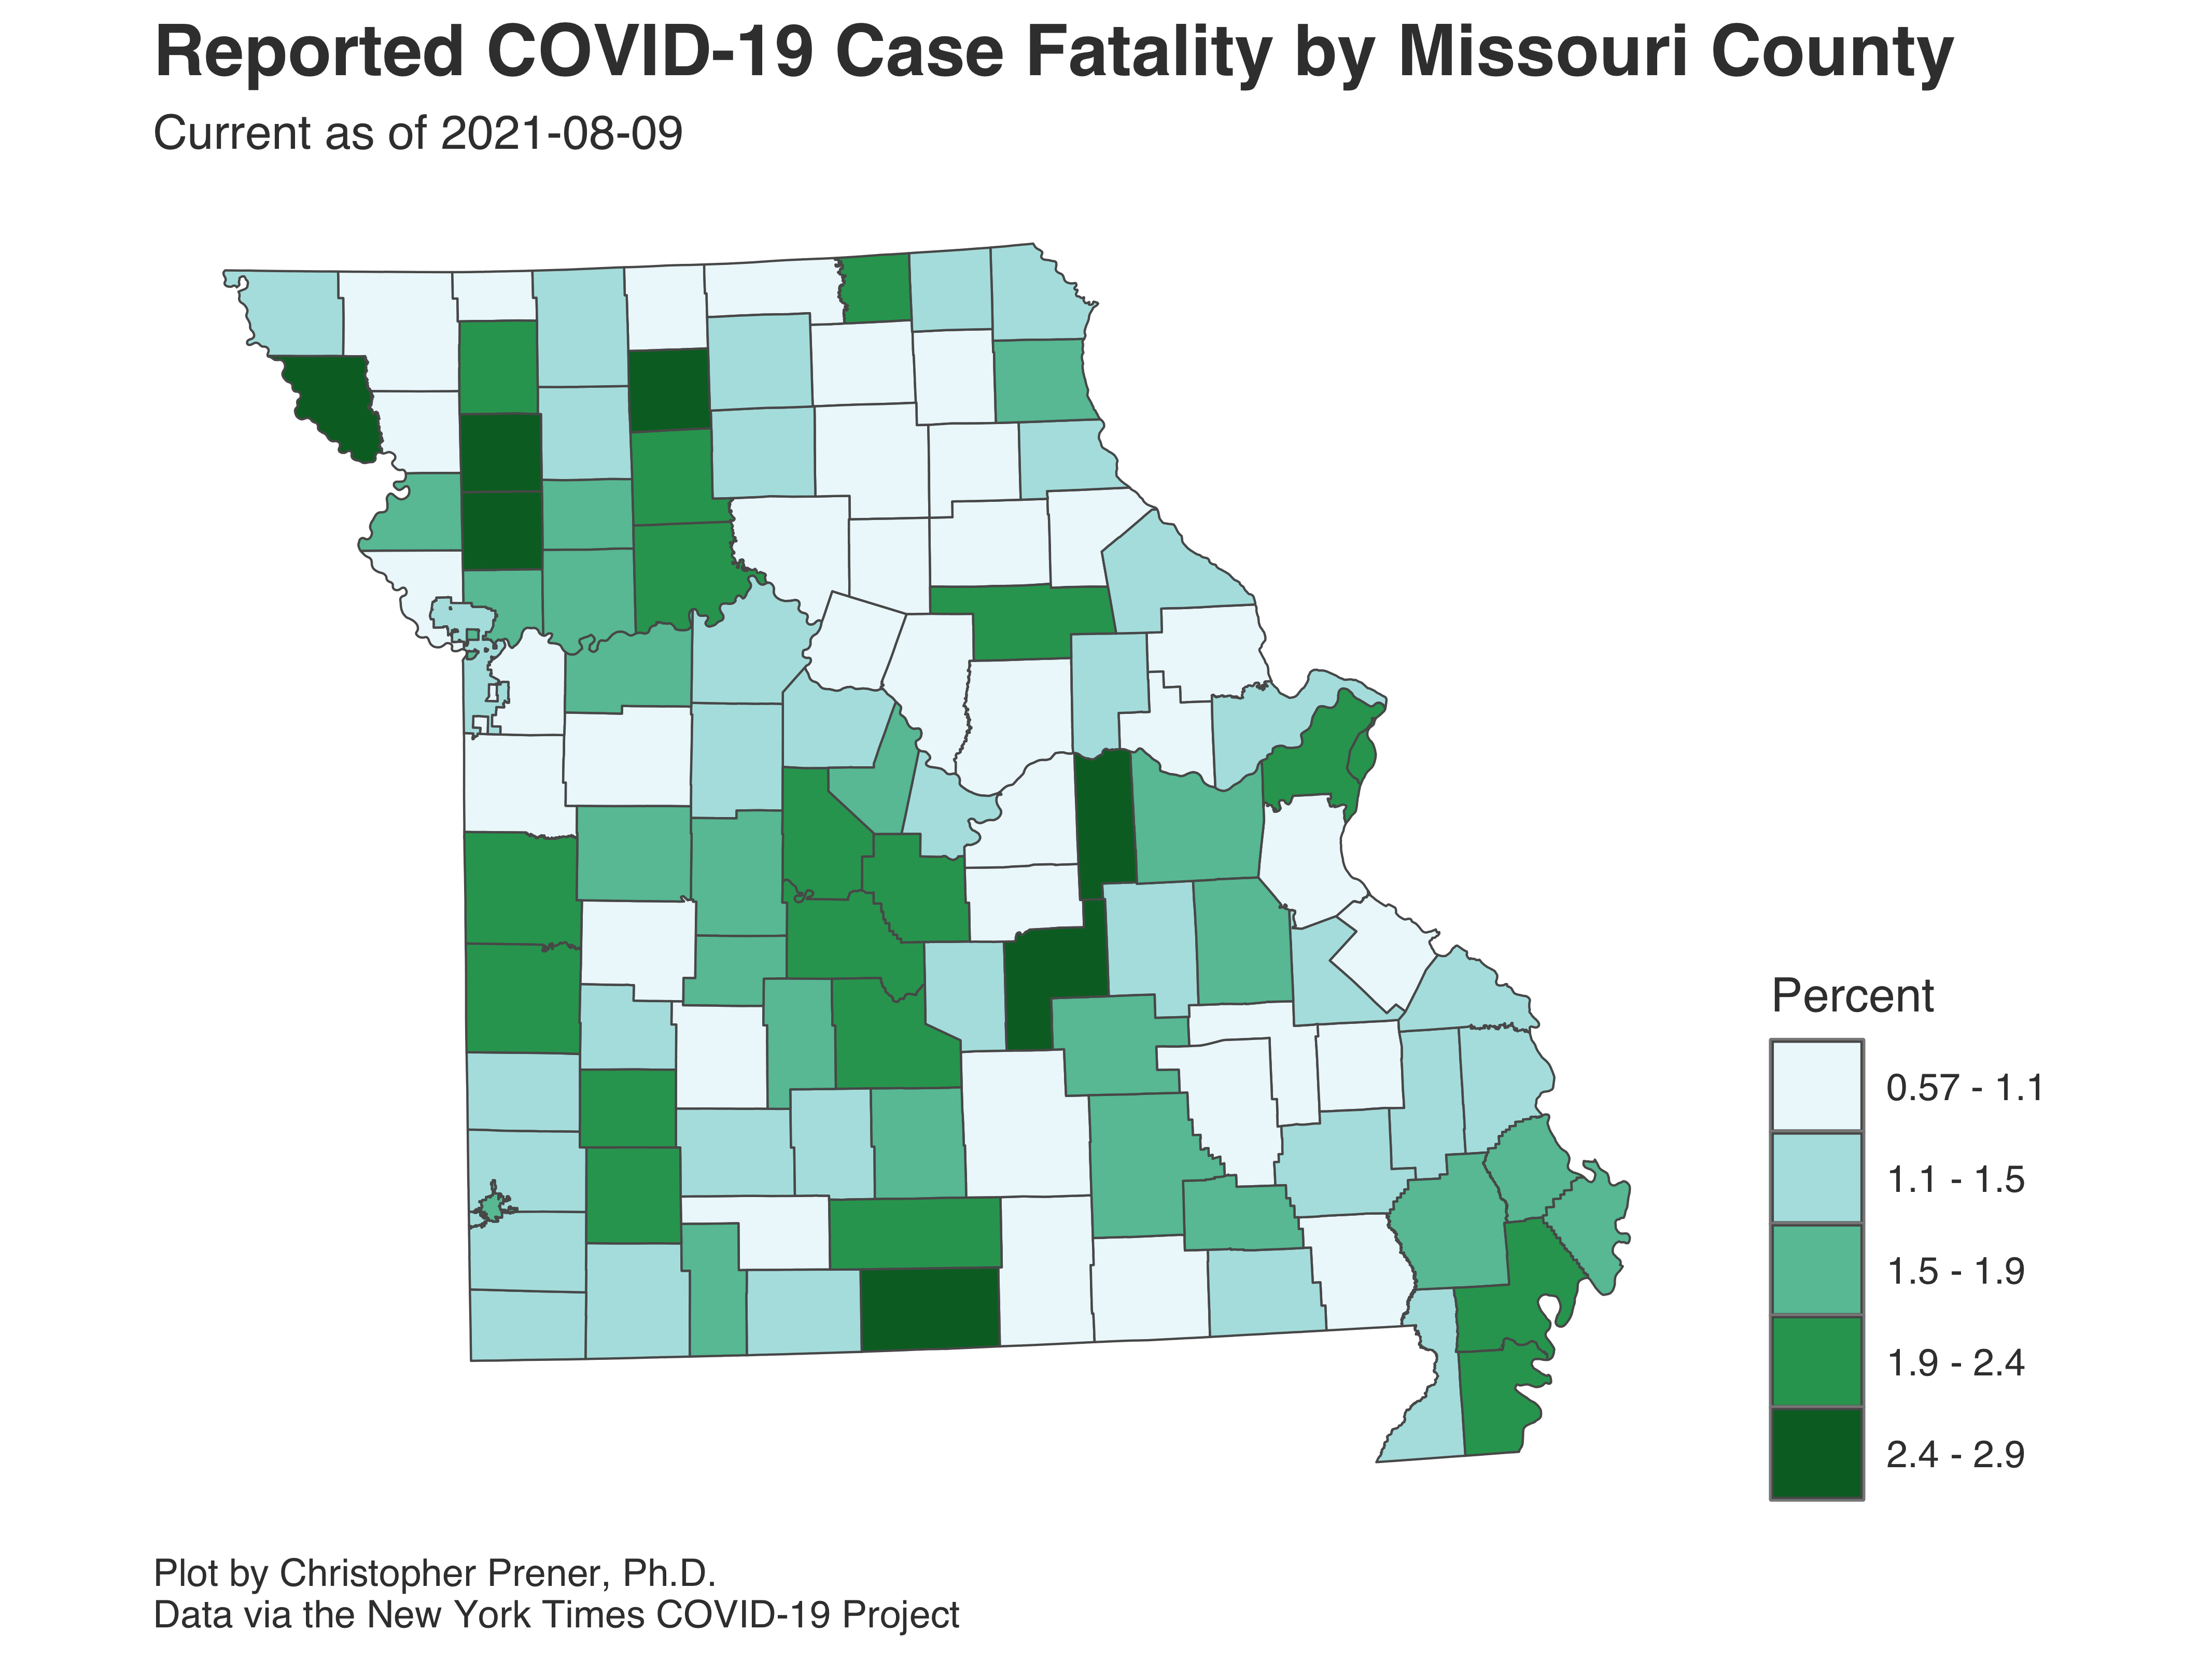 Reported COVID-19 Case Fatality by Missouri County
Current as of 2021-08-09
Percent
0.57 - 1.1
1.1 - 1.5
1.5 - 1.9
1.9 - 2.4
2.4 - 2.9
Plot by Christopher Prener, Ph.D.
Data via the New York Times COVID-19 Project